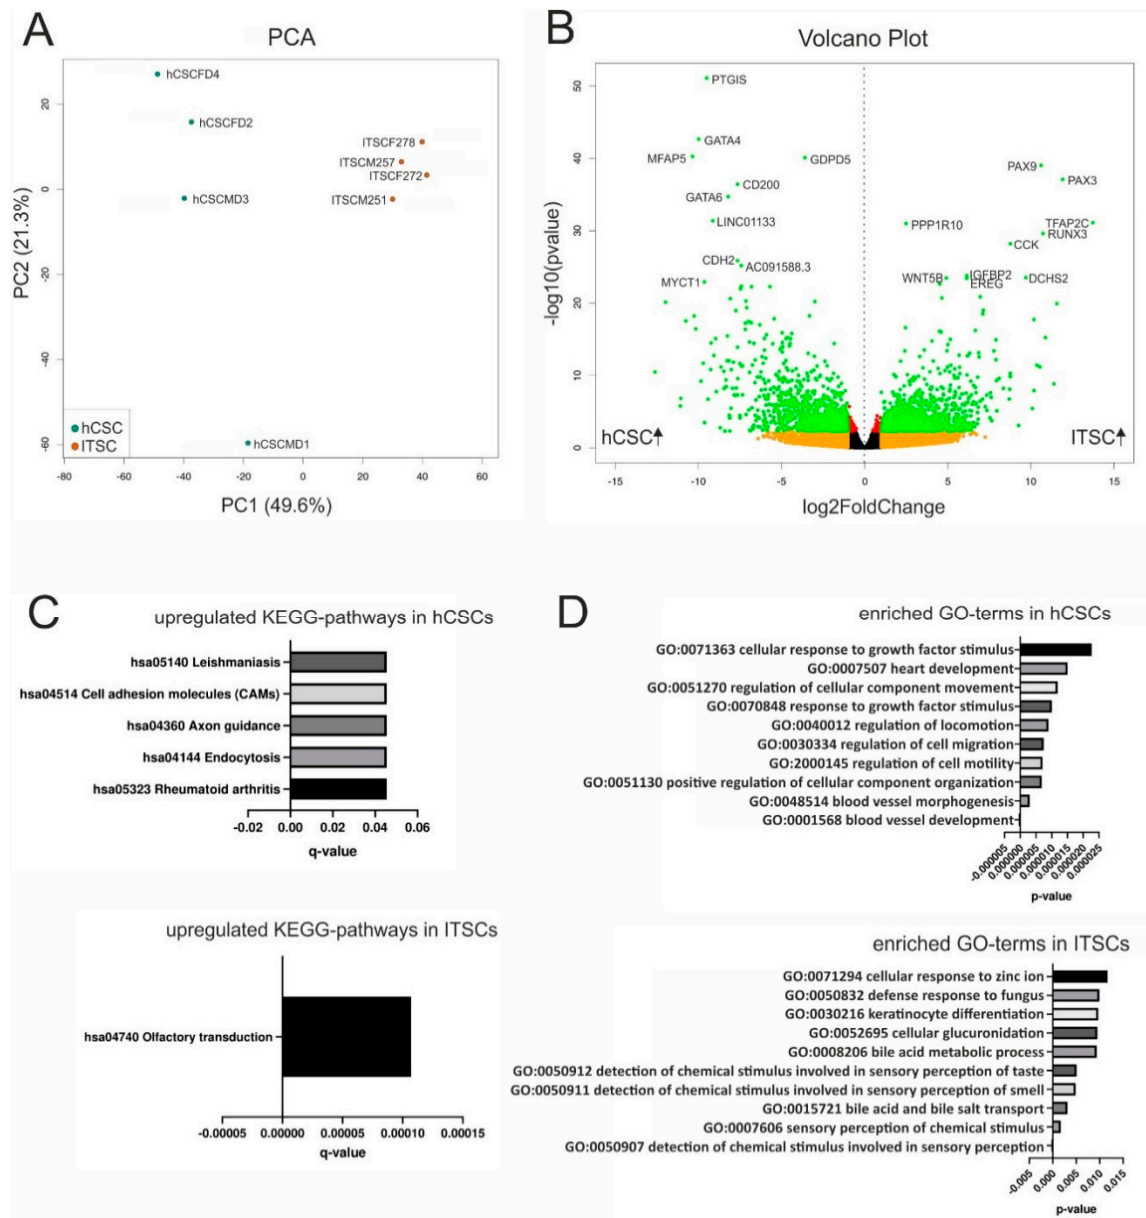 A
PCA
hCSCFD4
hCSCFD2
ITSCF278
ITSCM257
ITSCF272
hCSCMD3
ITSCM251
hCSCMD1
hCSC
ITSC
20
0
-20
-40
-60
PC2 (21.3%)
-80 -60 -40 -20 0 20 40 60
PC1 (49.6%)
B
Volcano Plot
PTGIS
GATA4
MFAP5
GDPD5
PAX9
PAX3
CD200
GATA6
LINC01133
PPP1R10
TFAP2C
RUNX3
CCK
CDH2
AC091588.3
MYCT1
WNT5B
IGFBP2
EREG
DCHS2
hCSC↑
ITSC↑
50
40
30
20
10
0
-log10(pvalue)
-15 -10 -5 0 5 10 15
log2FoldChange
C
upregulated KEGG-pathways in hCSCs
hsa05140 Leishmaniasis
hsa04514 Cell adhesion molecules (CAMs)
hsa04360 Axon guidance
hsa04144 Endocytosis
hsa05323 Rheumatoid arthritis
-0.02 0.00 0.02 0.04 0.06
q-value
upregulated KEGG-pathways in ITSCs
hsa04740 Olfactory transduction
-0.00005 0.00000 0.00005 0.00010 0.00015
q-value
D
enriched GO-terms in hCSCs
GO:0071363 cellular response to growth factor stimulus
GO:0007507 heart development
GO:0051270 regulation of cellular component movement
GO:0070848 response to growth factor stimulus
GO:0040012 regulation of locomotion
GO:0030334 regulation of cell migration
GO:2000145 regulation of cell motility
GO:0051130 positive regulation of cellular component organization
GO:0048514 blood vessel morphogenesis
GO:0001568 blood vessel development
-0.000005 0.000000 0.000005 0.000010 0.000015 0.000020 0.000025
p-value
enriched GO-terms in ITSCs
GO:0071294 cellular response to zinc ion
GO:0050832 defense response to fungus
GO:0030216 keratinocyte differentiation
GO:0052695 cellular glucuronidation
GO:0008206 bile acid metabolic process
GO:0050912 detection of chemical stimulus involved in sensory perception of taste
GO:0050911 detection of chemical stimulus involved in sensory perception of smell
GO:0015721 bile acid and bile salt transport
GO:0007606 sensory perception of chemical stimulus
GO:0050907 detection of chemical stimulus involved in sensory perception
-0.005 0.000 0.005 0.010 0.015
p-value